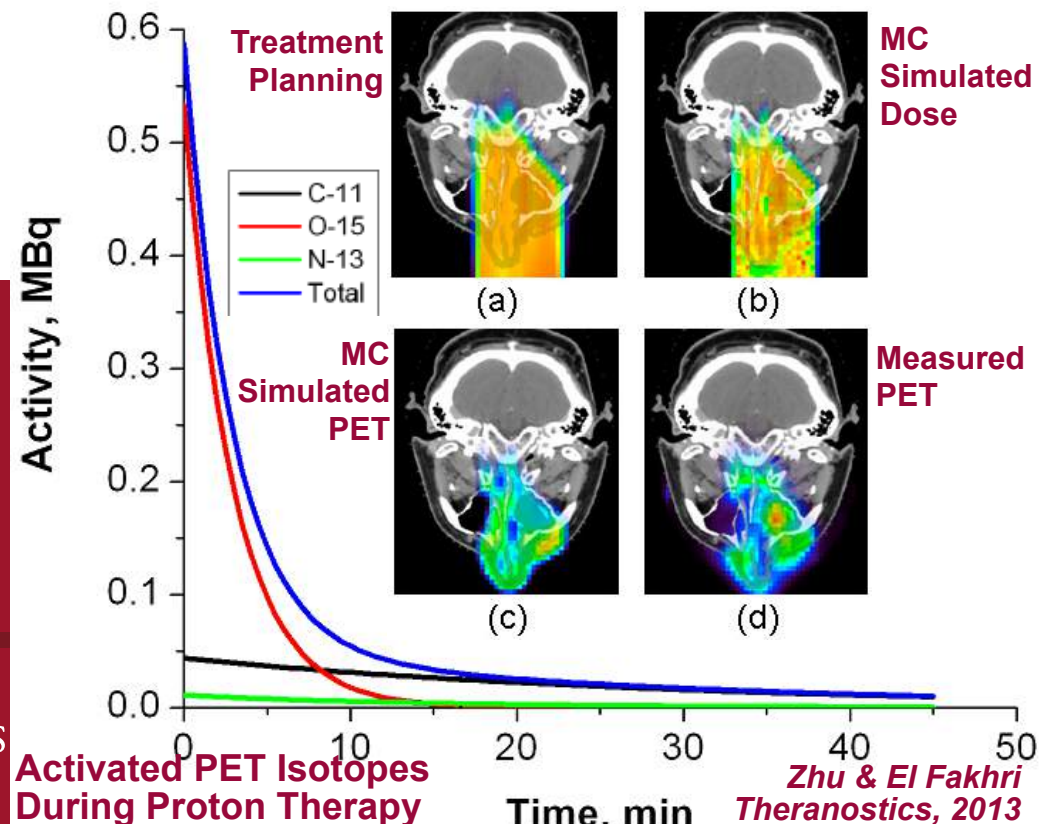 0.6
0.5
0.4
0.3
0.2
0.1
0.0
Activity, MBq
Treatment
Planning
MC
Simulated
Dose
C-11
O-15
N-13
Total
(a)
(b)
MC
Simulated
PET
Measured
PET
(c)
(d)
0
10
20
30
40
50
s
Activated PET Isotopes
During Proton Therapy
Time, min
Zhu & El Fakhri
Theranostics, 2013